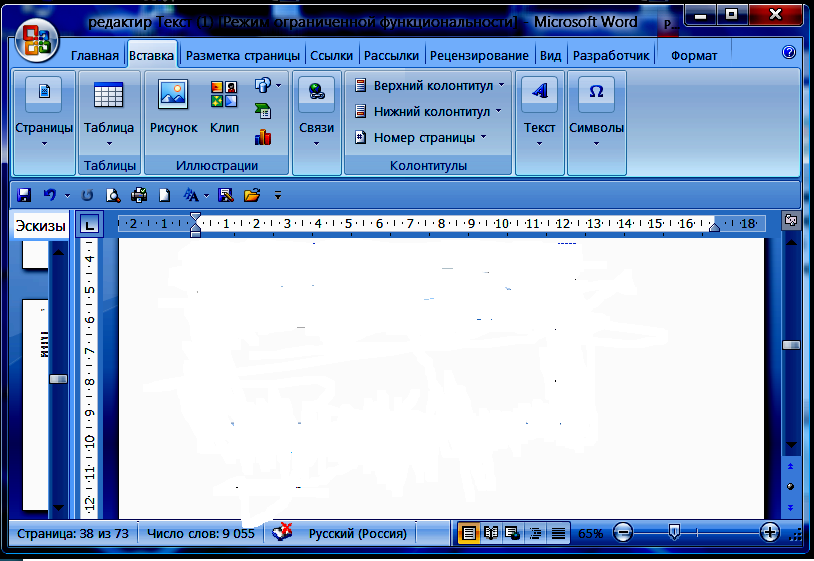 редактир Текст (1) [Режим ограниченной функциональности] - Microsoft Word
Главная Вставка Разметка страницы Ссылки Рассылки Рецензирование Вид Разработчик Формат
Страницы Таблица Рисунок Клип Связи Верхний колонтитул Нижний колонтитул Номер страницы Текст Символы
Таблицы Иллюстрации Колонтитулы
Эскизы
2 1 1 2 3 4 5 6 7 8 9 10 11 12 13 14 15 16 18
4
5
6
7
8
9
10
11
12
Страница: 38 из 73 Число слов: 9 055 Русский (Россия) 65%